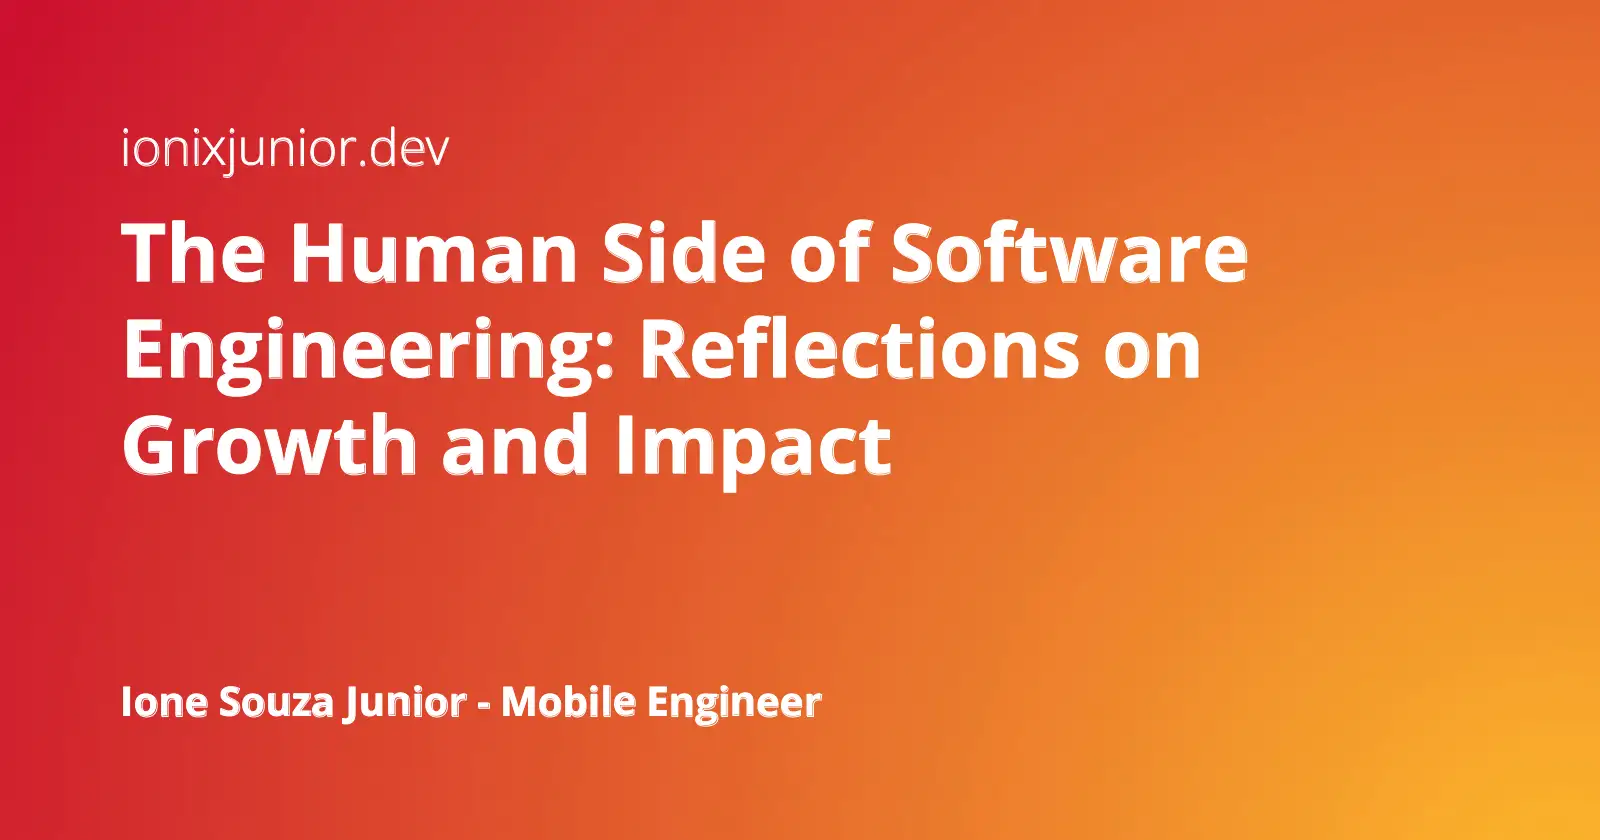 ionixjunior.dev
The Human Side of Software
Engineering: Reflections on
Growth and Impact
Ione Souza Junior - Mobile Engineer